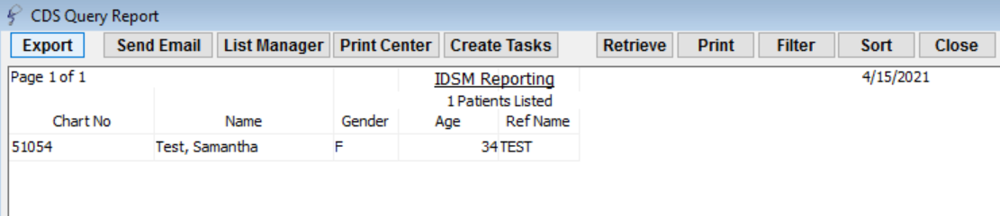 CDS Query Report
Export Send Email List Manager Print Center Create Tasks Retrieve Print Filter Sort Close
Page 1 of 1 IDSM Reporting 4/15/2021
1 Patients Listed
Chart No Name Gender Age Ref Name
51054 Test, Samantha F 34 TEST